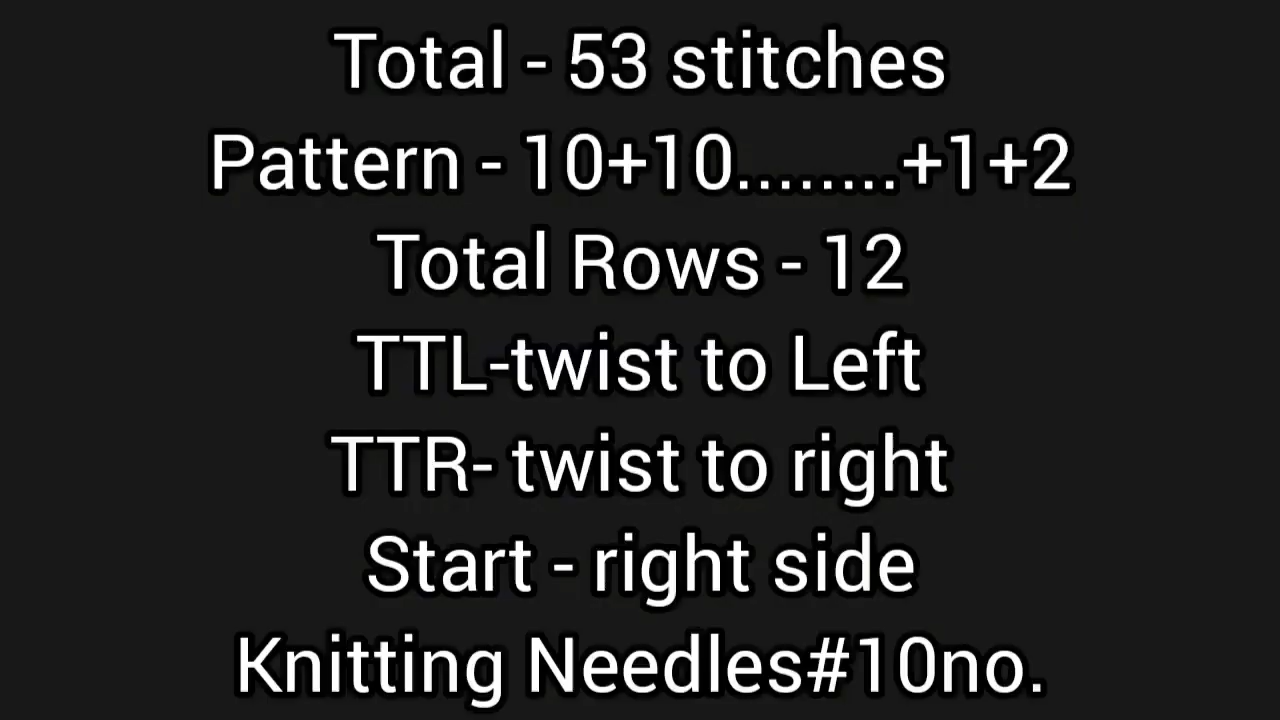 Total - 53 stitches
Pattern - 10+10........+1+2
Total Rows - 12
TTL-twist to Left
TTR- twist to right
Start - right side
Knitting Needles#10no.